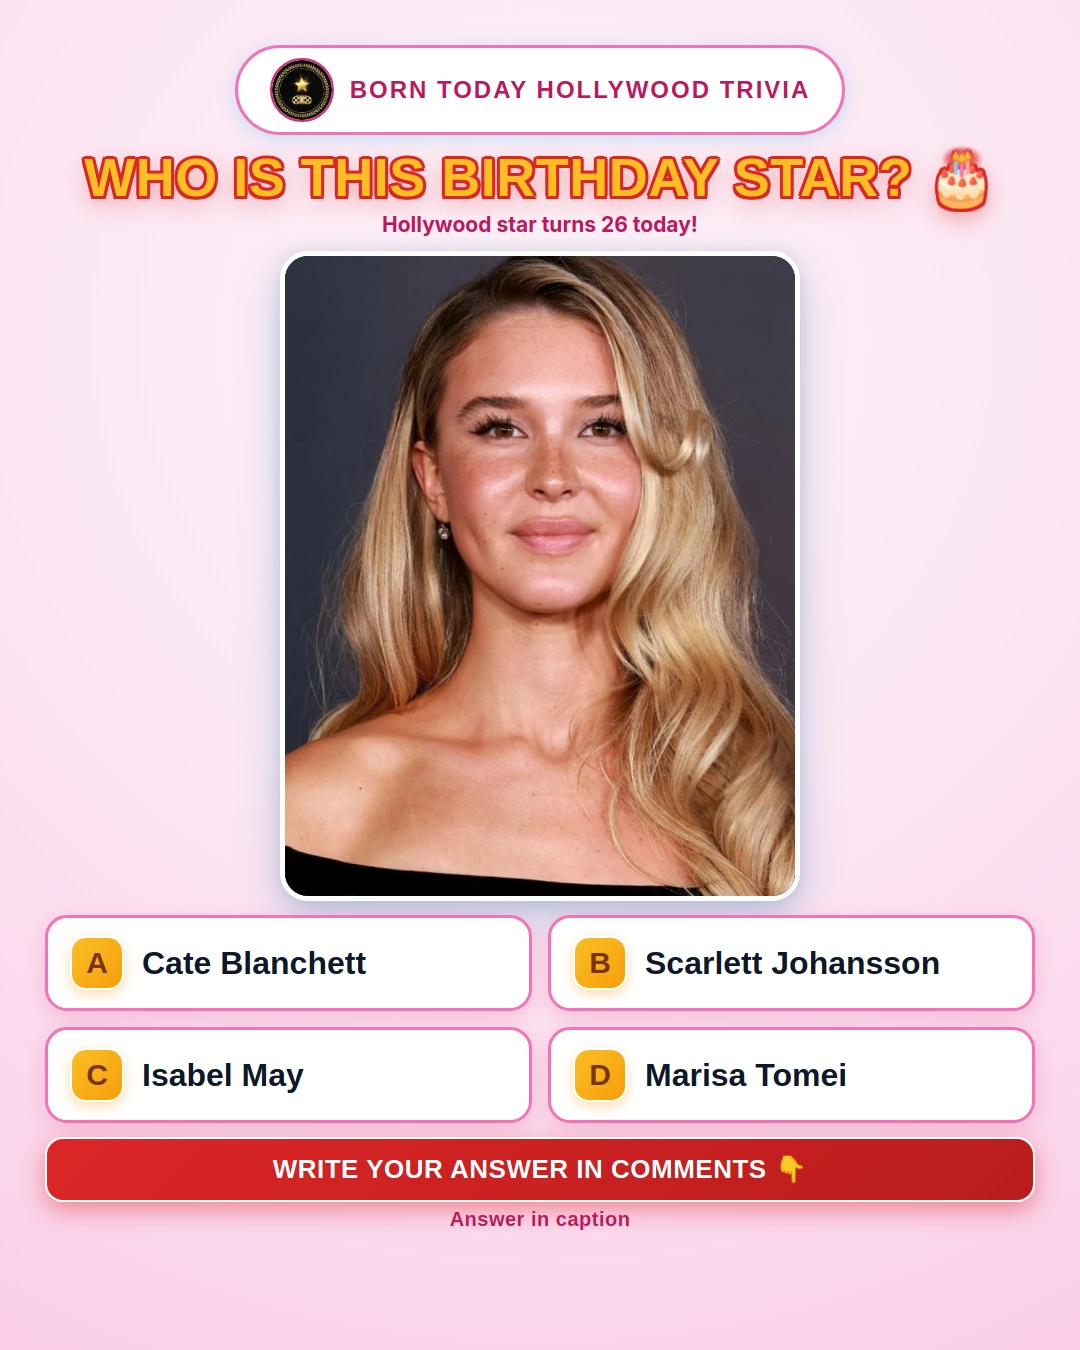 BORN TODAY HOLLYWOOD TRIVIA
WHO IS THIS BIRTHDAY STAR? 🎂
Hollywood star turns 26 today!
A Cate Blanchett
B Scarlett Johansson
C Isabel May
D Marisa Tomei
WRITE YOUR ANSWER IN COMMENTS 👇
Answer in caption